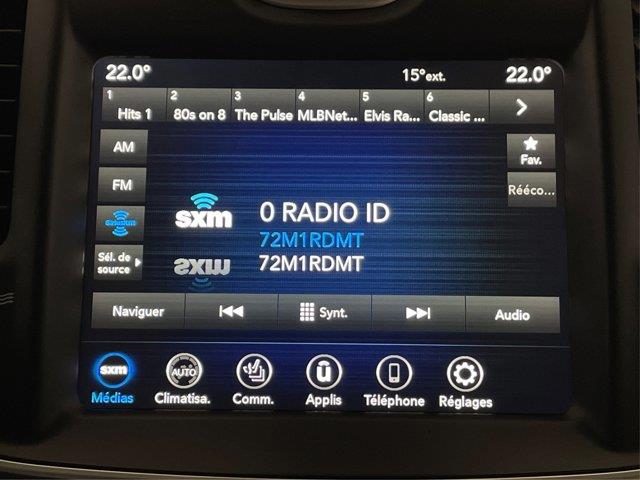 22.0° 15°ext. 22.0°
1 2 3 4 5 6
Hits 1 80s on 8 The Pulse MLBNet... Elvis Ra... Classic ...
AM
Fav.
FM
Rééco...
siriusxm
sxm 0 RADIO ID
72M1RDMT
72M1RDMT
Sél. de
source
Naviguer Synt. Audio
sxm AUTO ü
Médias Climatisa. Comm. Applis Téléphone Réglages